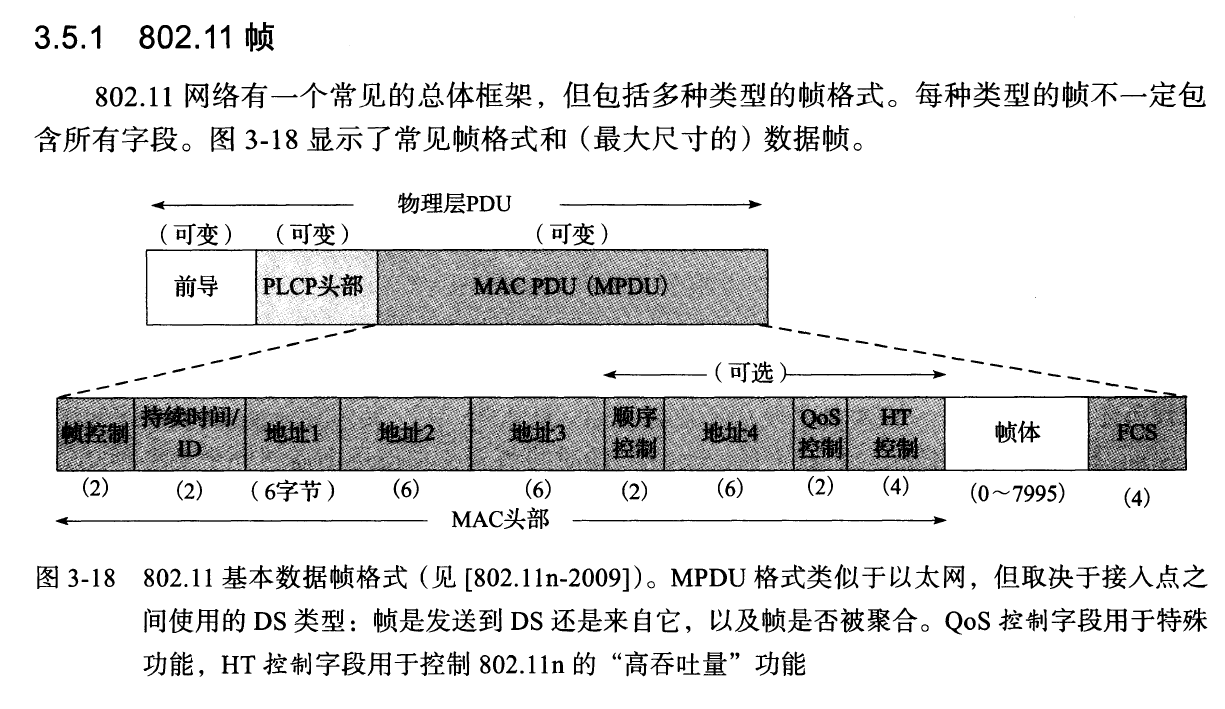 3.5.1 802.11 帧
802.11 网络有一个常见的总体框架，但包括多种类型的帧格式。每种类型的帧不一定包
含所有字段。图 3-18 显示了常见帧格式和（最大尺寸的）数据帧。
物理层PDU
（可变） （可变） （可变）
前导 PLCP头部 MAC PDU (MPDU)
（可选）
帧控制 持续时间/ID 地址1 地址2 地址3 顺序控制 地址4 QoS控制 HT控制 帧体 FCS
(2) (2) （6字节） (6) (6) (2) (6) (2) (4) (0～7995) (4)
MAC头部
图 3-18 802.11 基本数据帧格式（见 [802.11n-2009]）。MPDU 格式类似于以太网，但取决于接入点之
间使用的 DS 类型：帧是发送到 DS 还是来自它，以及帧是否被聚合。QoS 控制字段用于特殊
功能，HT 控制字段用于控制 802.11n 的“高吞吐量”功能